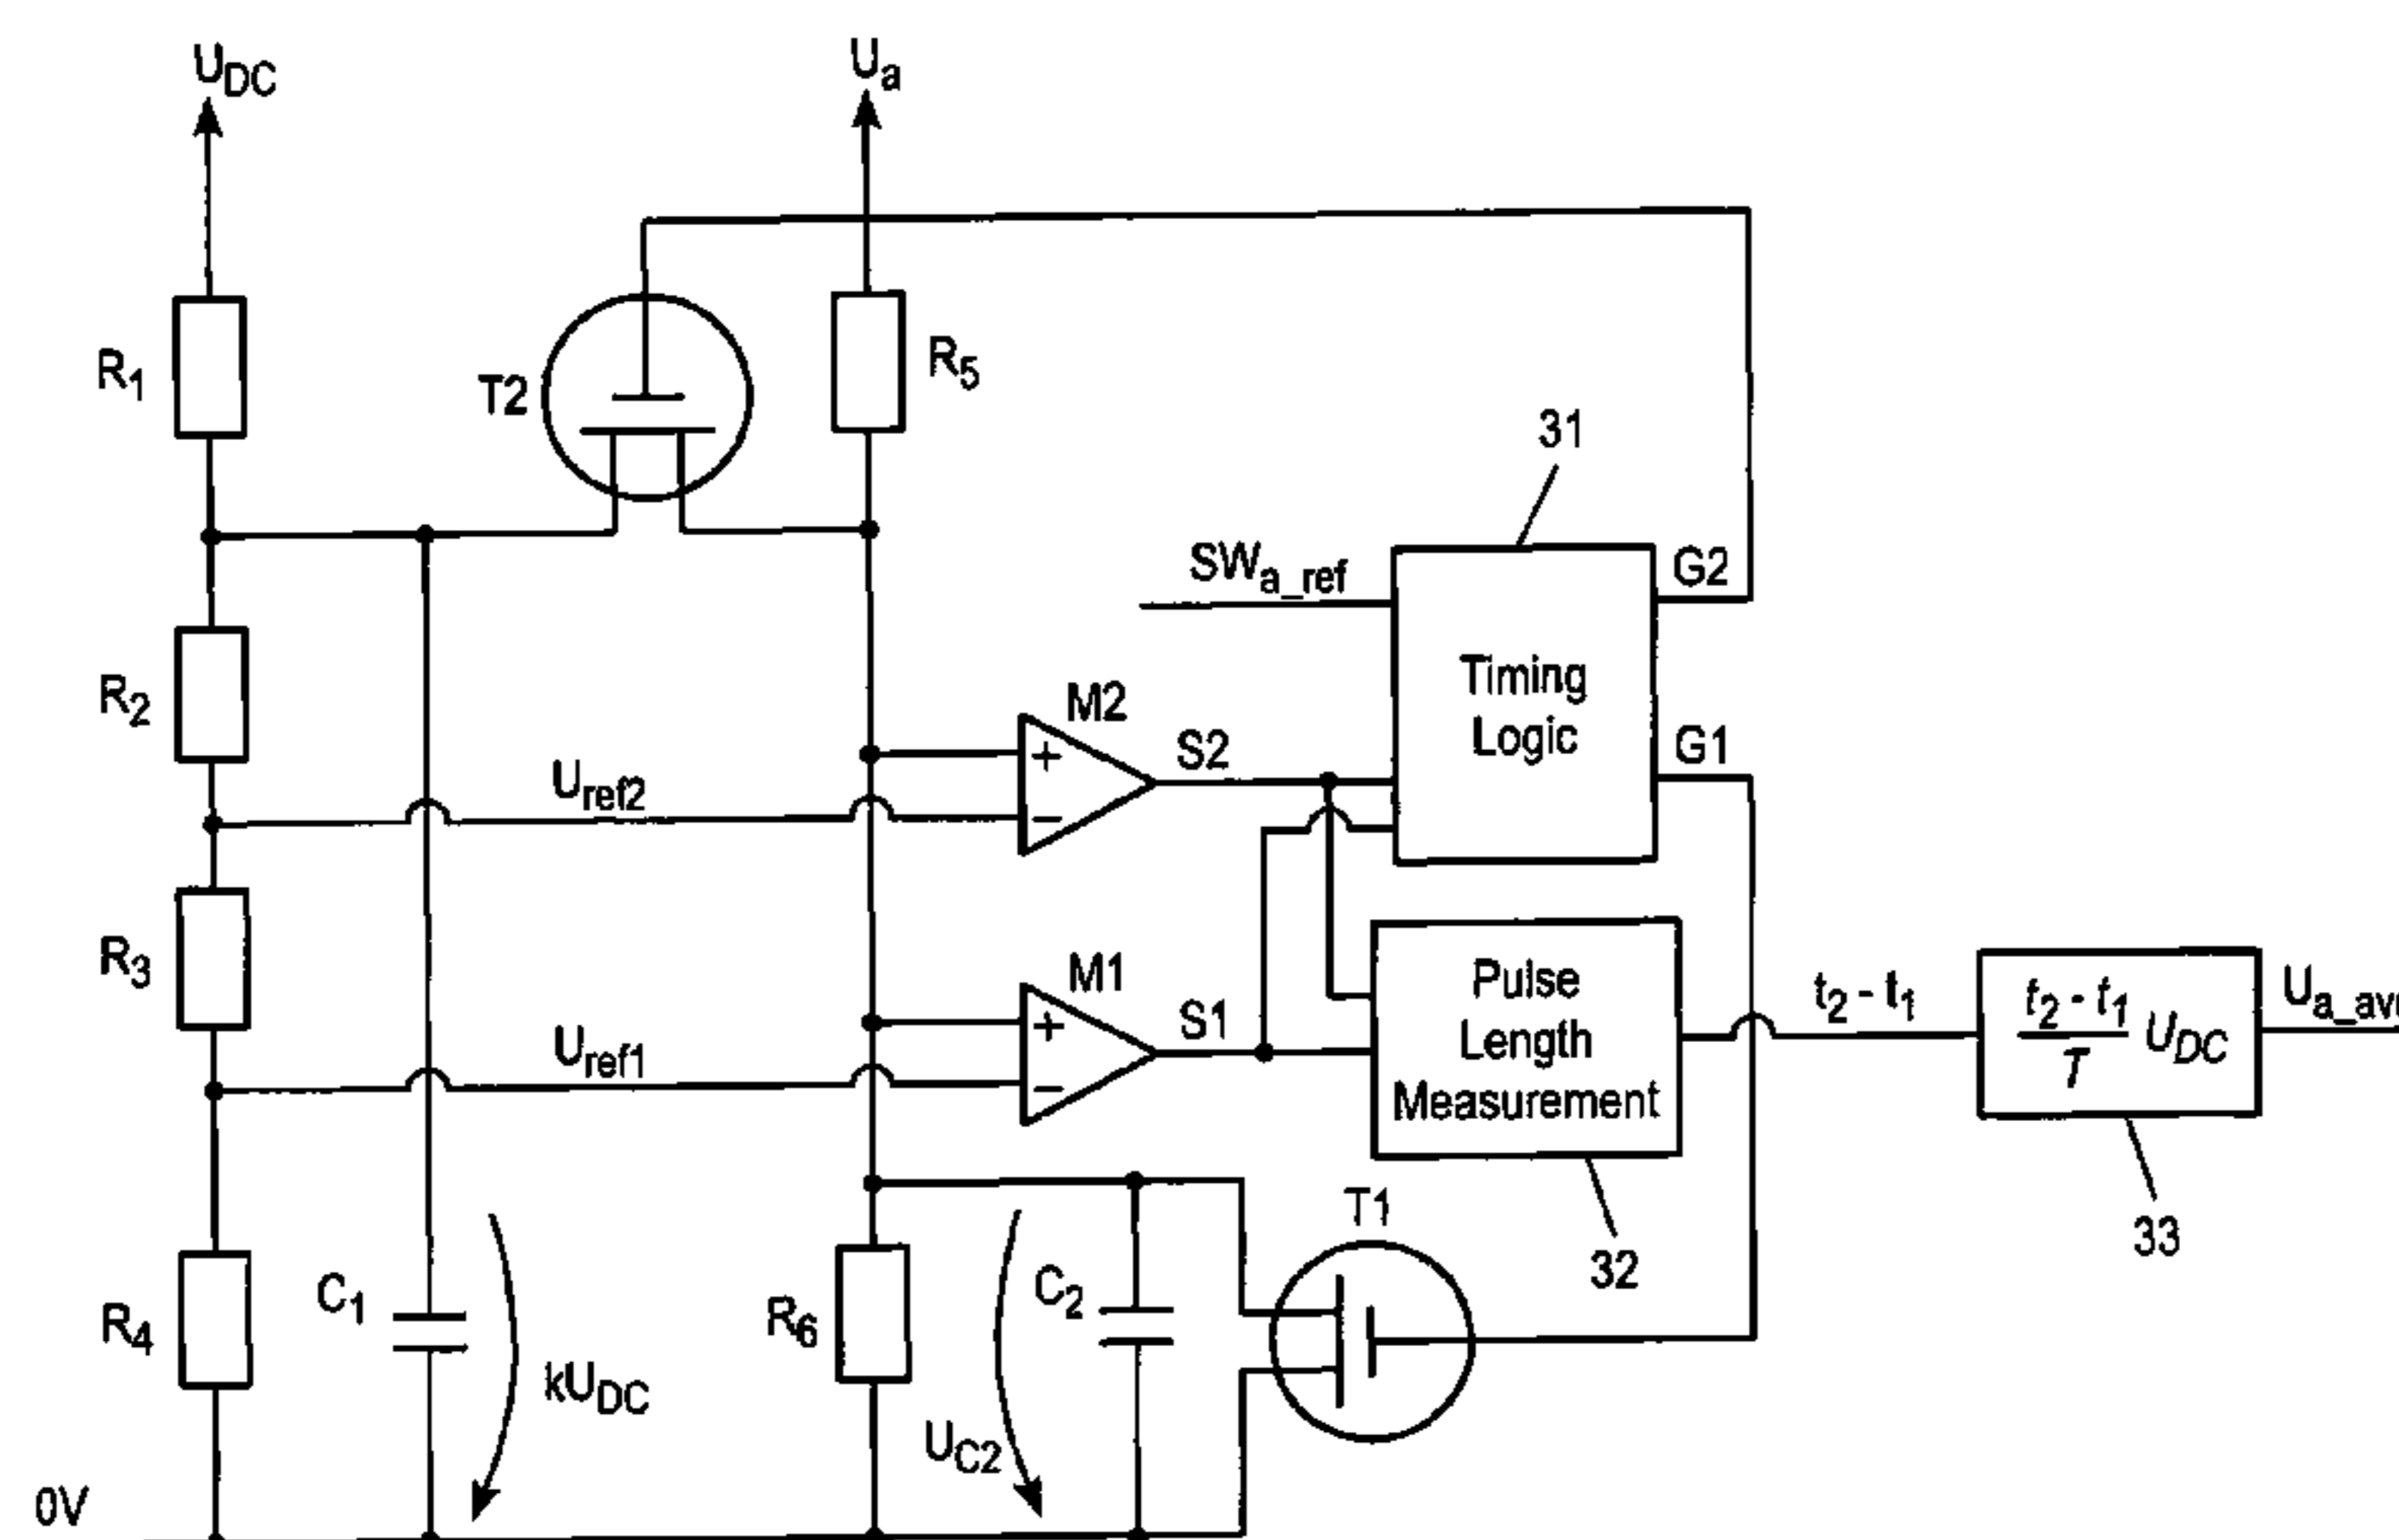 U_DC
U_a
R_1
T2
R_5
31
SW_a_ref
G2
R_2
M2
Timing
Logic
S2
G1
U_ref2
R_3
M1
Pulse
Length
Measurement
S1
t_2 - t_1
t_2 - t_1
T
U_DC
U_ref1
T1
33
32
R_4
C_1
kU_DC
R_6
C_2
U_C2
0V